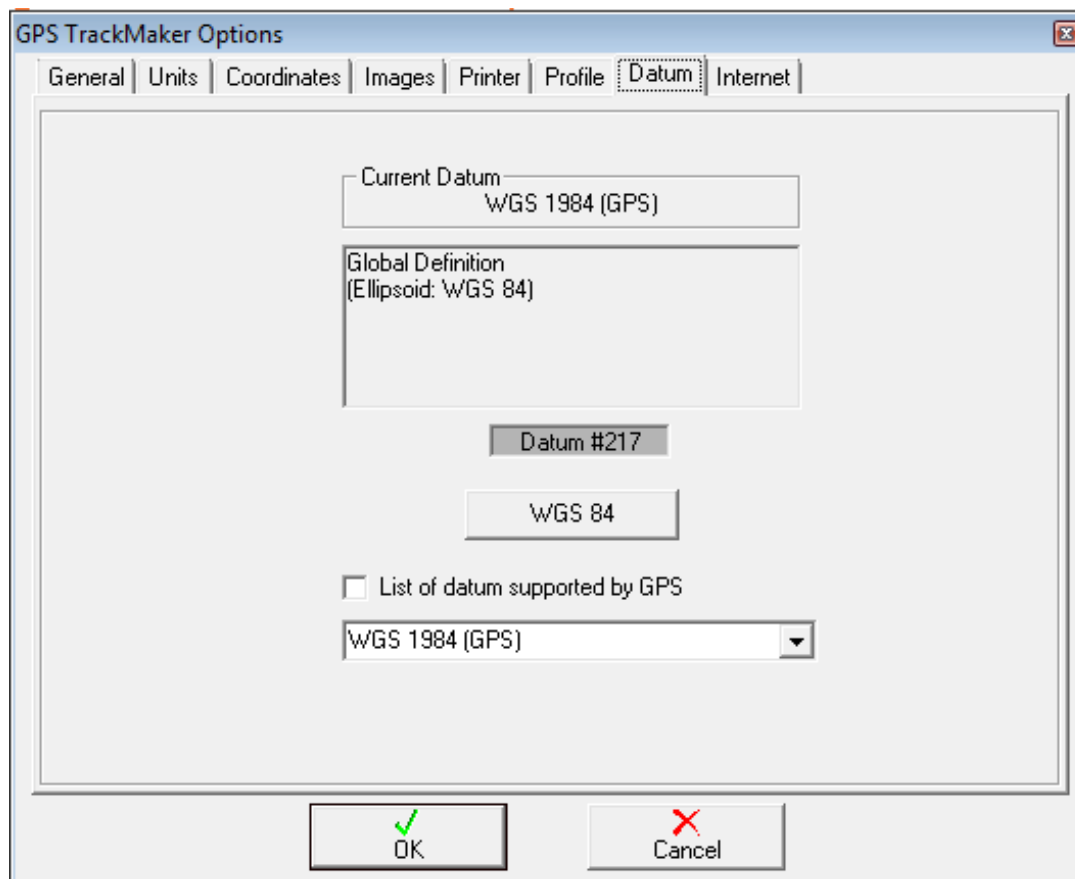 GPS TrackMaker Options
General Units Coordinates Images Printer Profile Datum Internet
Current Datum
WGS 1984 (GPS)
Global Definition
(Ellipsoid: WGS 84)
Datum #217
WGS 84
List of datum supported by GPS
WGS 1984 (GPS)
OK Cancel